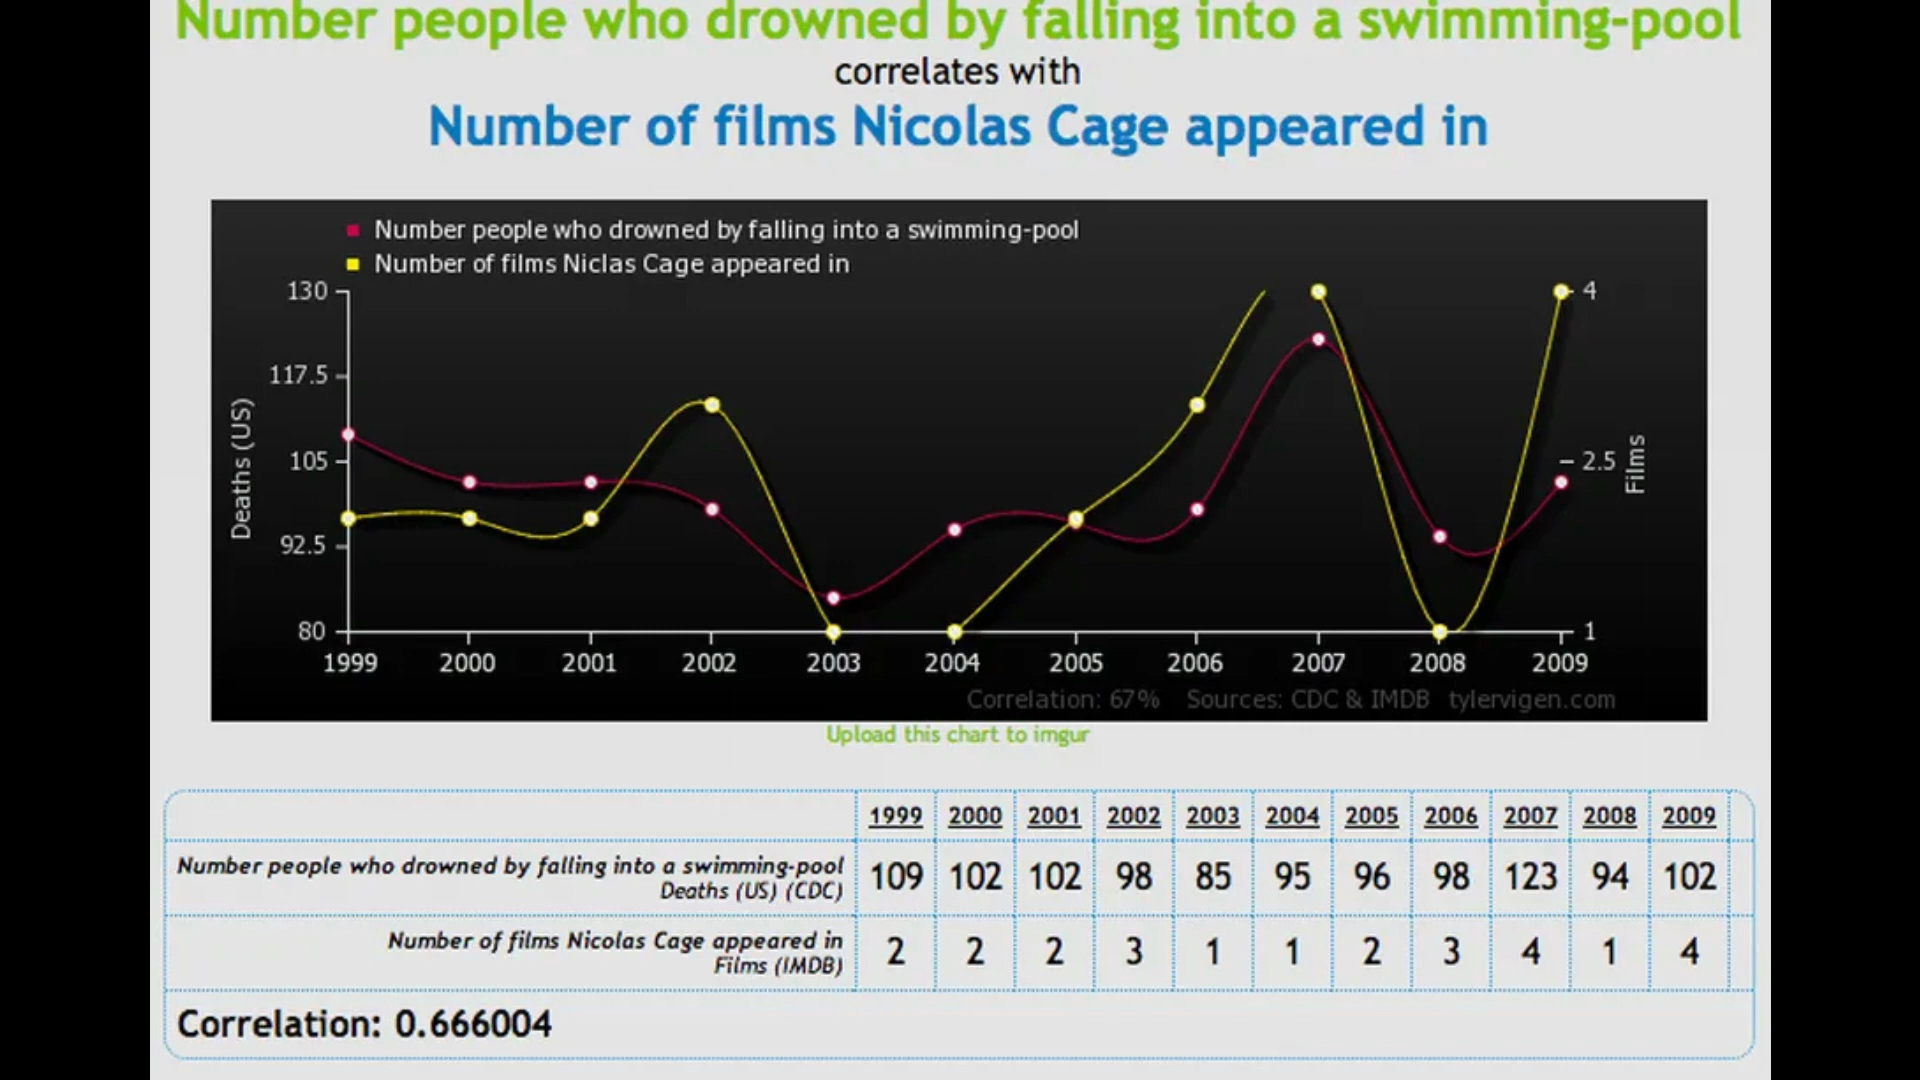 Number people who drowned by falling into a swimming-pool
correlates with
Number of films Nicolas Cage appeared in
Number people who drowned by falling into a swimming-pool
Number of films Niclas Cage appeared in
130
117.5
105
92.5
80
Deaths (US)
4
2.5
1
Films
1999 2000 2001 2002 2003 2004 2005 2006 2007 2008 2009
Correlation: 67% Sources: CDC & IMDB tylervigen.com
Upload this chart to imgur
1999 2000 2001 2002 2003 2004 2005 2006 2007 2008 2009
Number people who drowned by falling into a swimming-pool
Deaths (US) (CDC)
109 102 102 98 85 95 96 98 123 94 102
Number of films Nicolas Cage appeared in
Films (IMDB)
2 2 2 3 1 1 2 3 4 1 4
Correlation: 0.666004